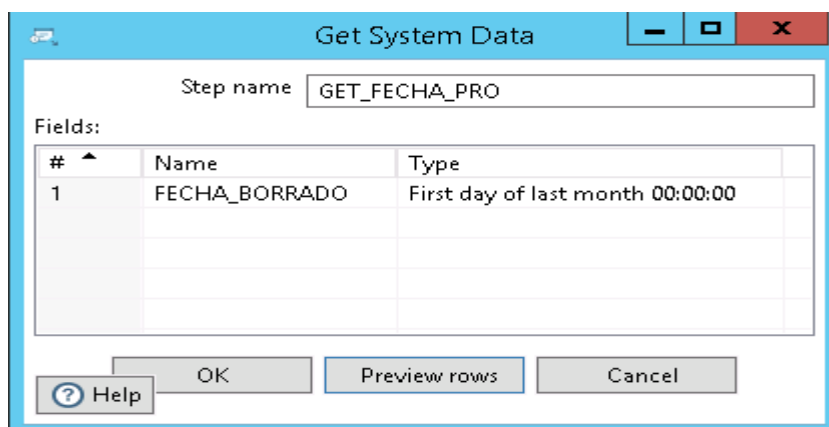 Get System Data
Step name GET_FECHA_PRO
Fields:
# Name Type
1 FECHA_BORRADO First day of last month 00:00:00
OK Preview rows Cancel
Help